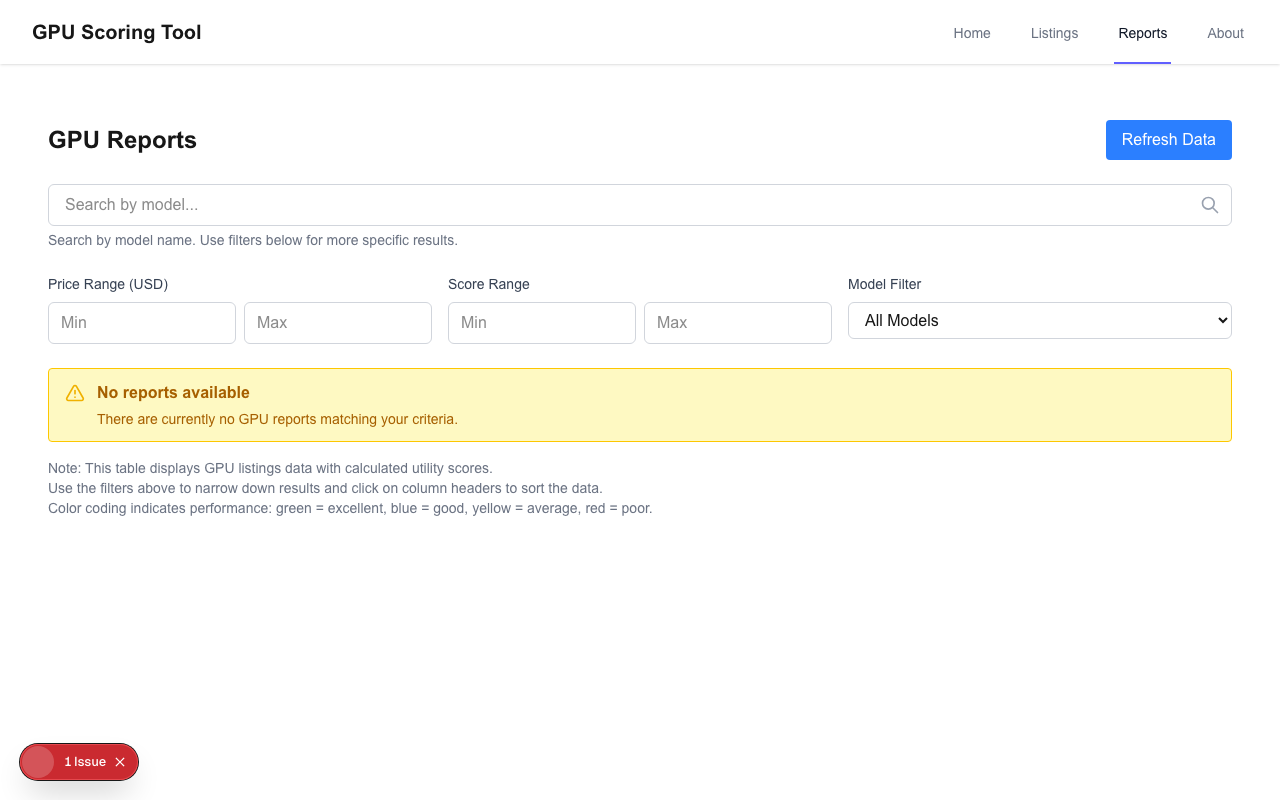 GPU Scoring Tool
Home
Listings
Reports
About
GPU Reports
Refresh Data
Search by model...
Search by model name. Use filters below for more specific results.
Price Range (USD)
Score Range
Model Filter
Min
Max
Min
Max
All Models
No reports available
There are currently no GPU reports matching your criteria.
Note: This table displays GPU listings data with calculated utility scores.
Use the filters above to narrow down results and click on column headers to sort the data.
Color coding indicates performance: green = excellent, blue = good, yellow = average, red = poor.
1 Issue